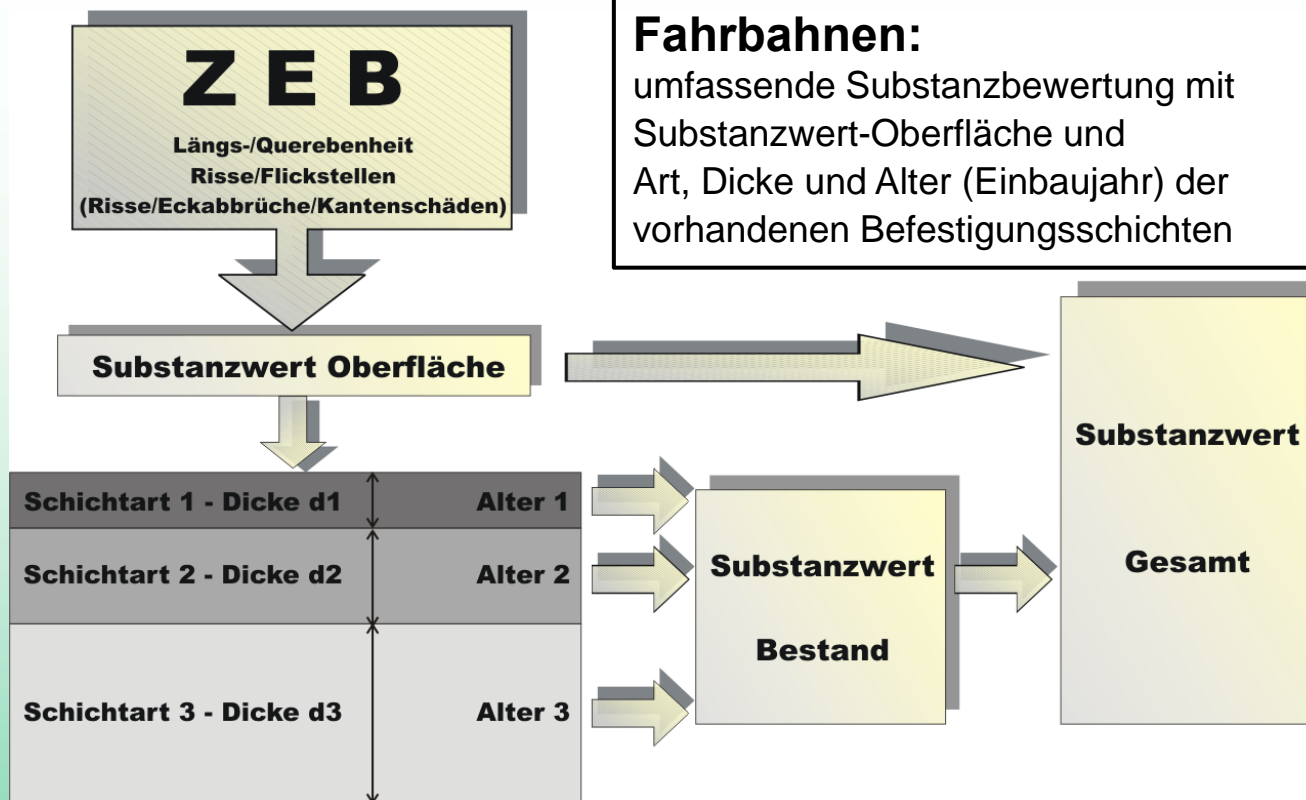 Z E B
Längs-/Querebenheit
Risse/Flickstellen
(Risse/Eckabbrüche/Kantenschäden)
Fahrbahnen:
umfassende Substanzbewertung mit
Substanzwert-Oberfläche und
Art, Dicke und Alter (Einbaujahr) der
vorhandenen Befestigungsschichten
Substanzwert Oberfläche
Schichtart 1 - Dicke d1 Alter 1
Schichtart 2 - Dicke d2 Alter 2
Schichtart 3 - Dicke d3 Alter 3
Substanzwert
Bestand
Substanzwert
Gesamt